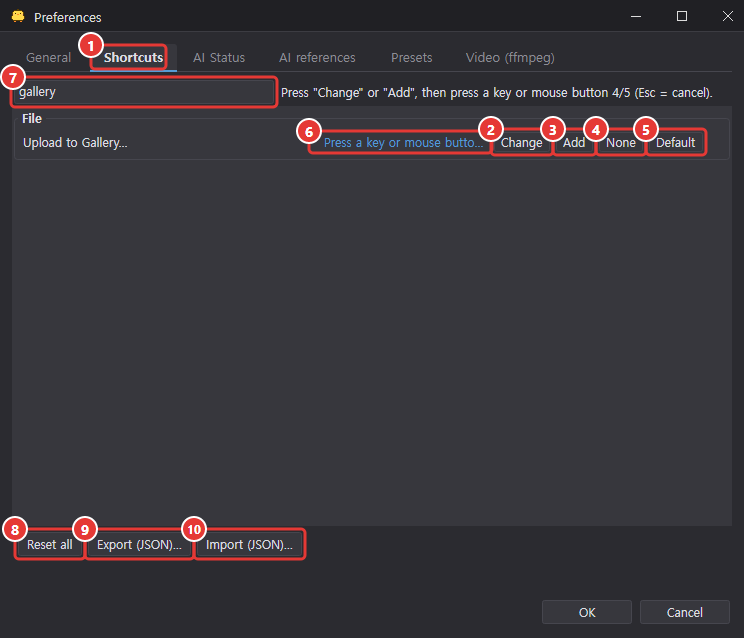 Preferences
General 1 Shortcuts AI Status AI references Presets Video (ffmpeg)
7 gallery Press "Change" or "Add", then press a key or mouse button 4/5 (Esc = cancel).
File
Upload to Gallery... 6 Press a key or mouse butto... 2 Change 3 Add 4 None 5 Default
8 Reset all 9 Export (JSON)... 10 Import (JSON)...
OK Cancel